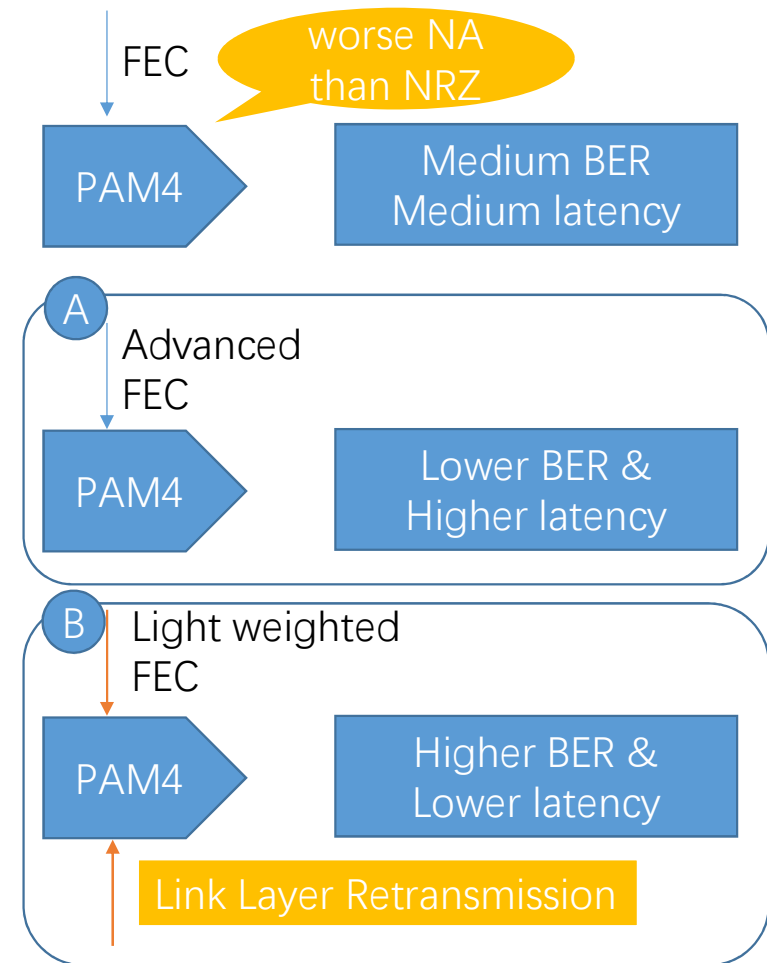 FEC
worse NA
than NRZ
PAM4
Medium BER
Medium latency
A
Advanced
FEC
PAM4
Lower BER &
Higher latency
B
Light weighted
FEC
PAM4
Higher BER &
Lower latency
Link Layer Retransmission